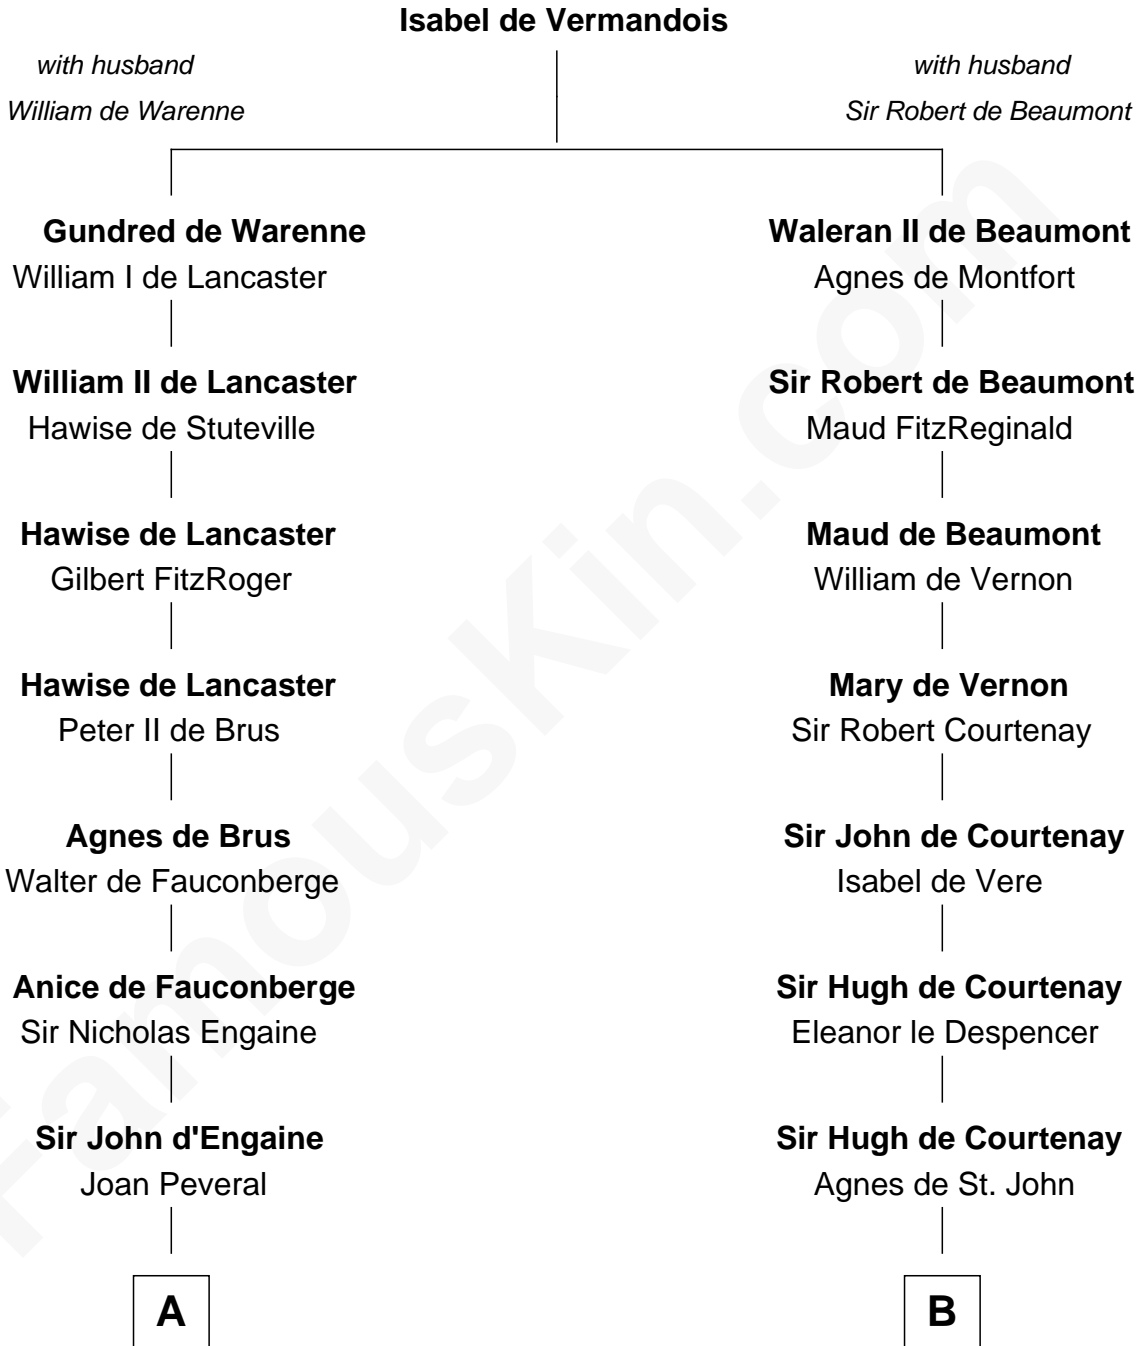 Isabel de Vermandois
with husband
William de Warenne
with husband
Sir Robert de Beaumont
Gundred de Warenne
William I de Lancaster
William II de Lancaster
Hawise de Stuteville
Hawise de Lancaster
Gilbert FitzRoger
Hawise de Lancaster
Peter II de Brus
Agnes de Brus
Walter de Fauconberge
Anice de Fauconberge
Sir Nicholas Engaine
Sir John d'Engaine
Joan Peveral
A
Waleran II de Beaumont
Agnes de Montfort
Sir Robert de Beaumont
Maud FitzReginald
Maud de Beaumont
William de Vernon
Mary de Vernon
Sir Robert Courtenay
Sir John de Courtenay
Isabel de Vere
Sir Hugh de Courtenay
Eleanor le Despencer
Sir Hugh de Courtenay
Agnes de St. John
B
FamousKin.com